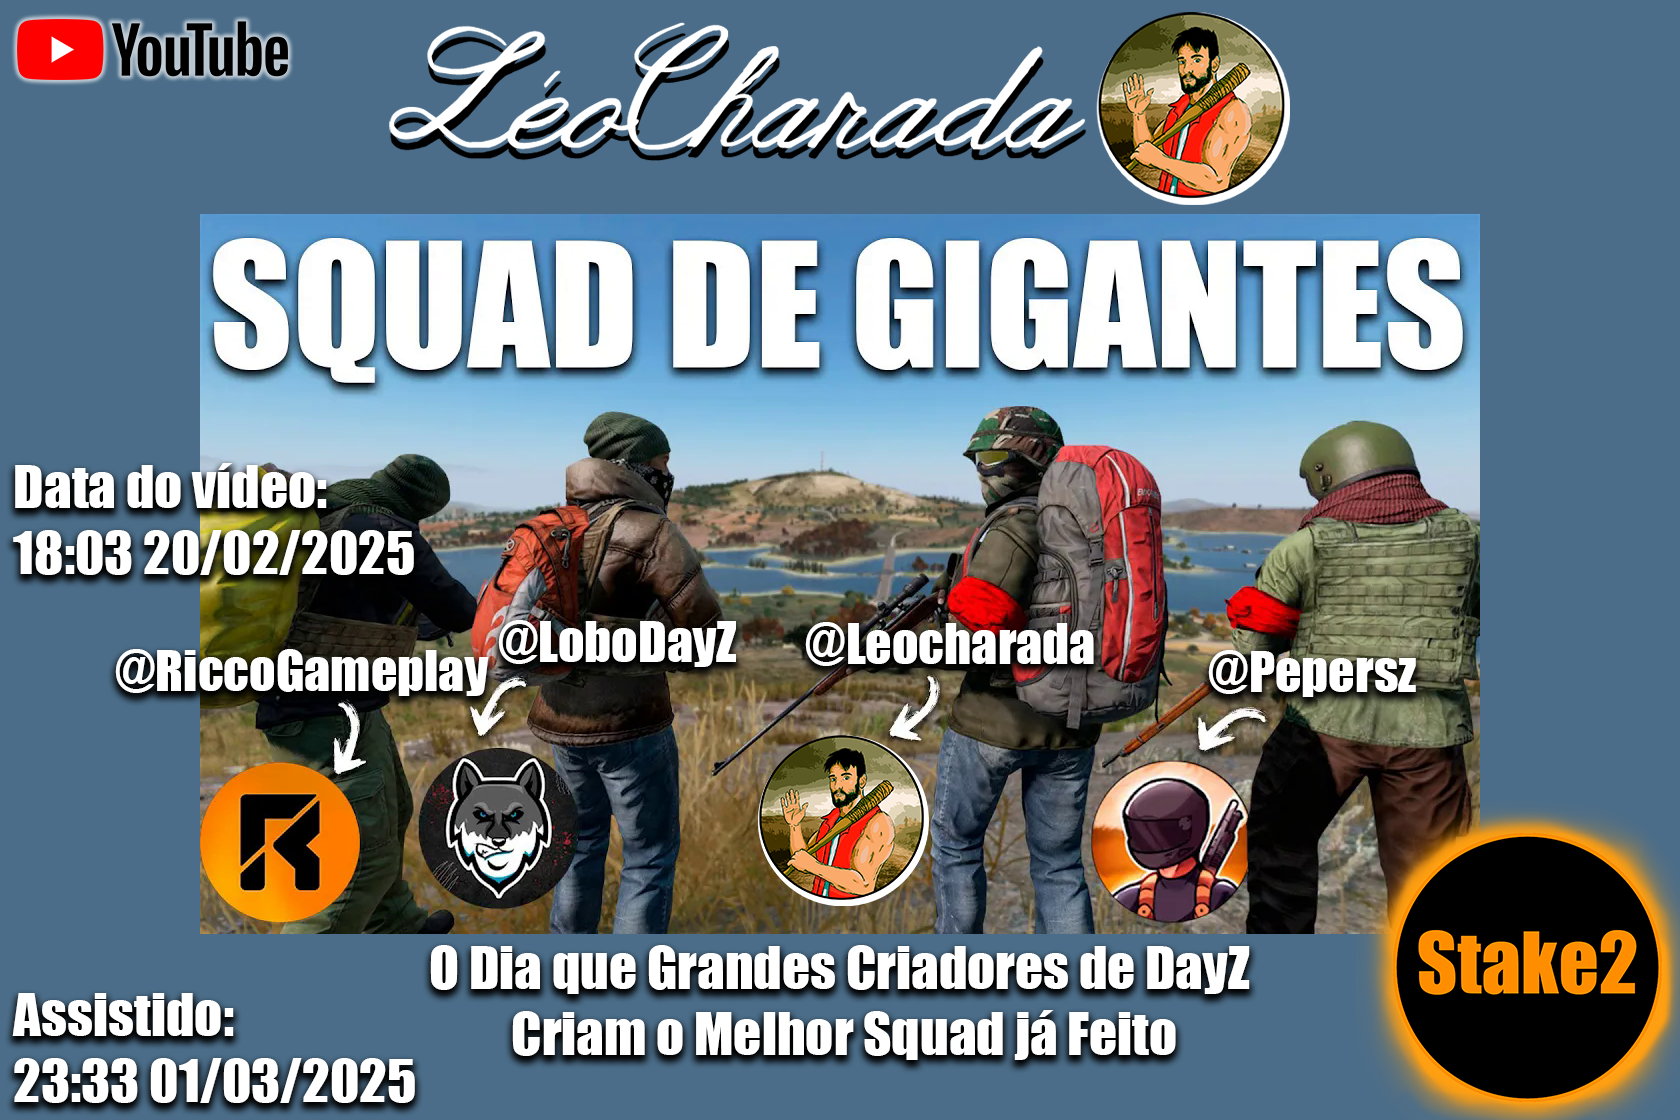 YouTube
LéoCharada
SQUAD DE GIGANTES
Data do vídeo:
18:03 20/02/2025
@RiccoGameplay
@LoboDayZ
@Leocharada
@Pepersz
O Dia que Grandes Criadores de DayZ
Criam o Melhor Squad já Feito
Assistido:
23:33 01/03/2025
Stake2